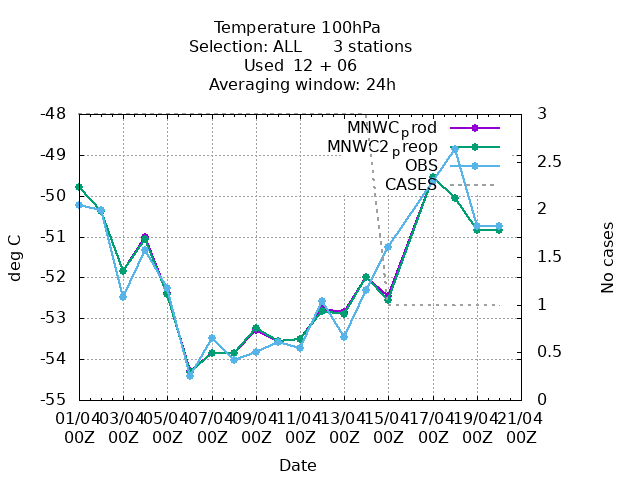 Temperature 100hPa
Selection: ALL      3 stations
Used  12 + 06
Averaging window: 24h
-48
-49
-50
-51
-52
-53
-54
-55
3
2.5
2
1.5
1
0.5
0
MNWCprod
MNWC2preop
OBS
CASES
deg C
No cases
01/04 03/04 05/04 07/04 09/04 11/04 13/04 15/04 17/04 19/04 21/04
00Z 00Z 00Z 00Z 00Z 00Z 00Z 00Z 00Z 00Z 00Z
Date